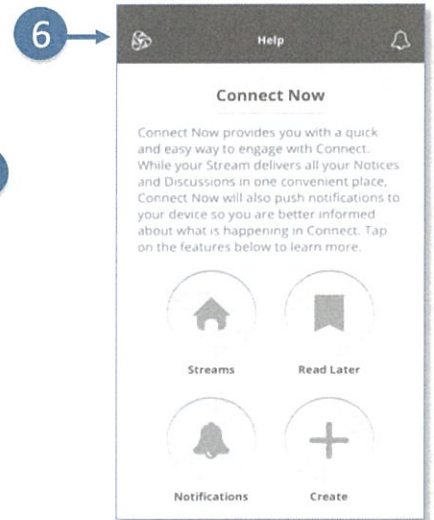 6
Help
Connect Now
Connect Now provides you with a quick
and easy way to engage with Connect.
While your Stream delivers all your Notices
and Discussions in one convenient place,
Connect Now will also push notifications to
your device so you are better informed
about what is happening in Connect. Tap
on the features below to learn more.
Streams Read Later
Notifications Create